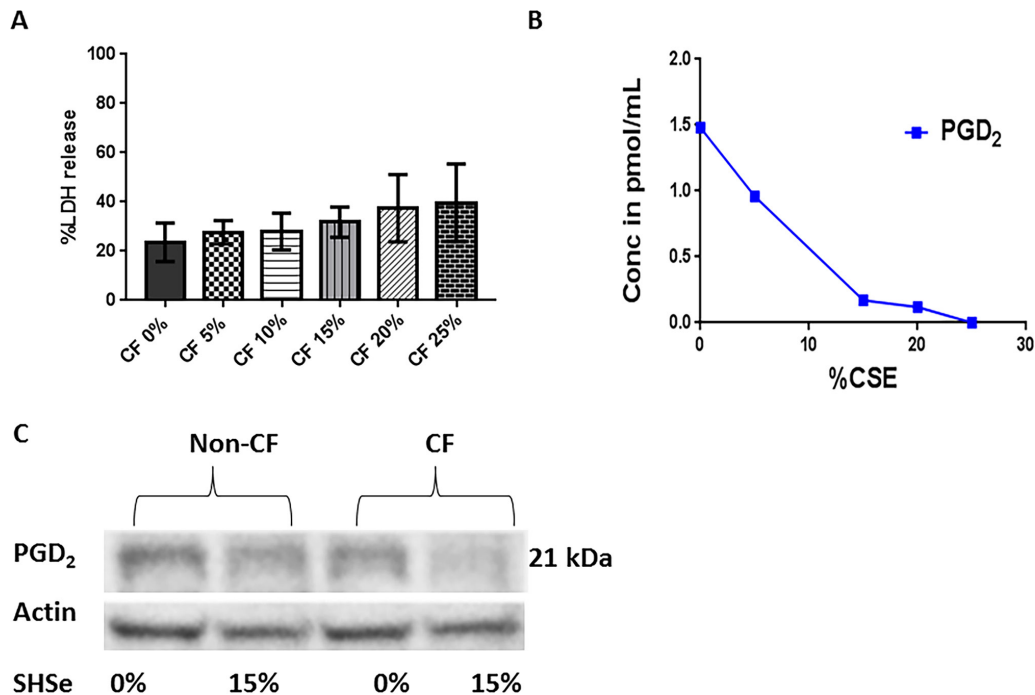 A
100
80
60
40
20
0
%LDH release
CF 0%
CF 5%
CF 10%
CF 15%
CF 20%
CF 25%
B
2.0
1.5
1.0
0.5
0.0
Conc in pmol/mL
PGD₂
0
10
20
30
%CSE
C
Non-CF CF
PGD₂ 21 kDa
Actin
SHSe 0% 15% 0% 15%